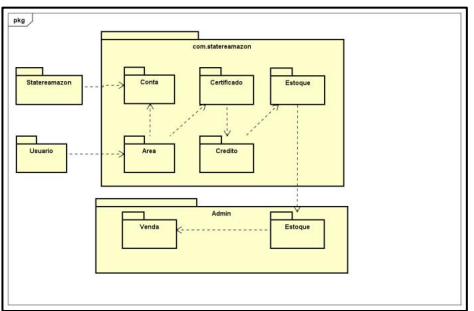 pkg
com.statereamazon
Statereamazon
Conta
Certificado
Estoque
Usuario
Area
Credito
Admin
Venda
Estoque